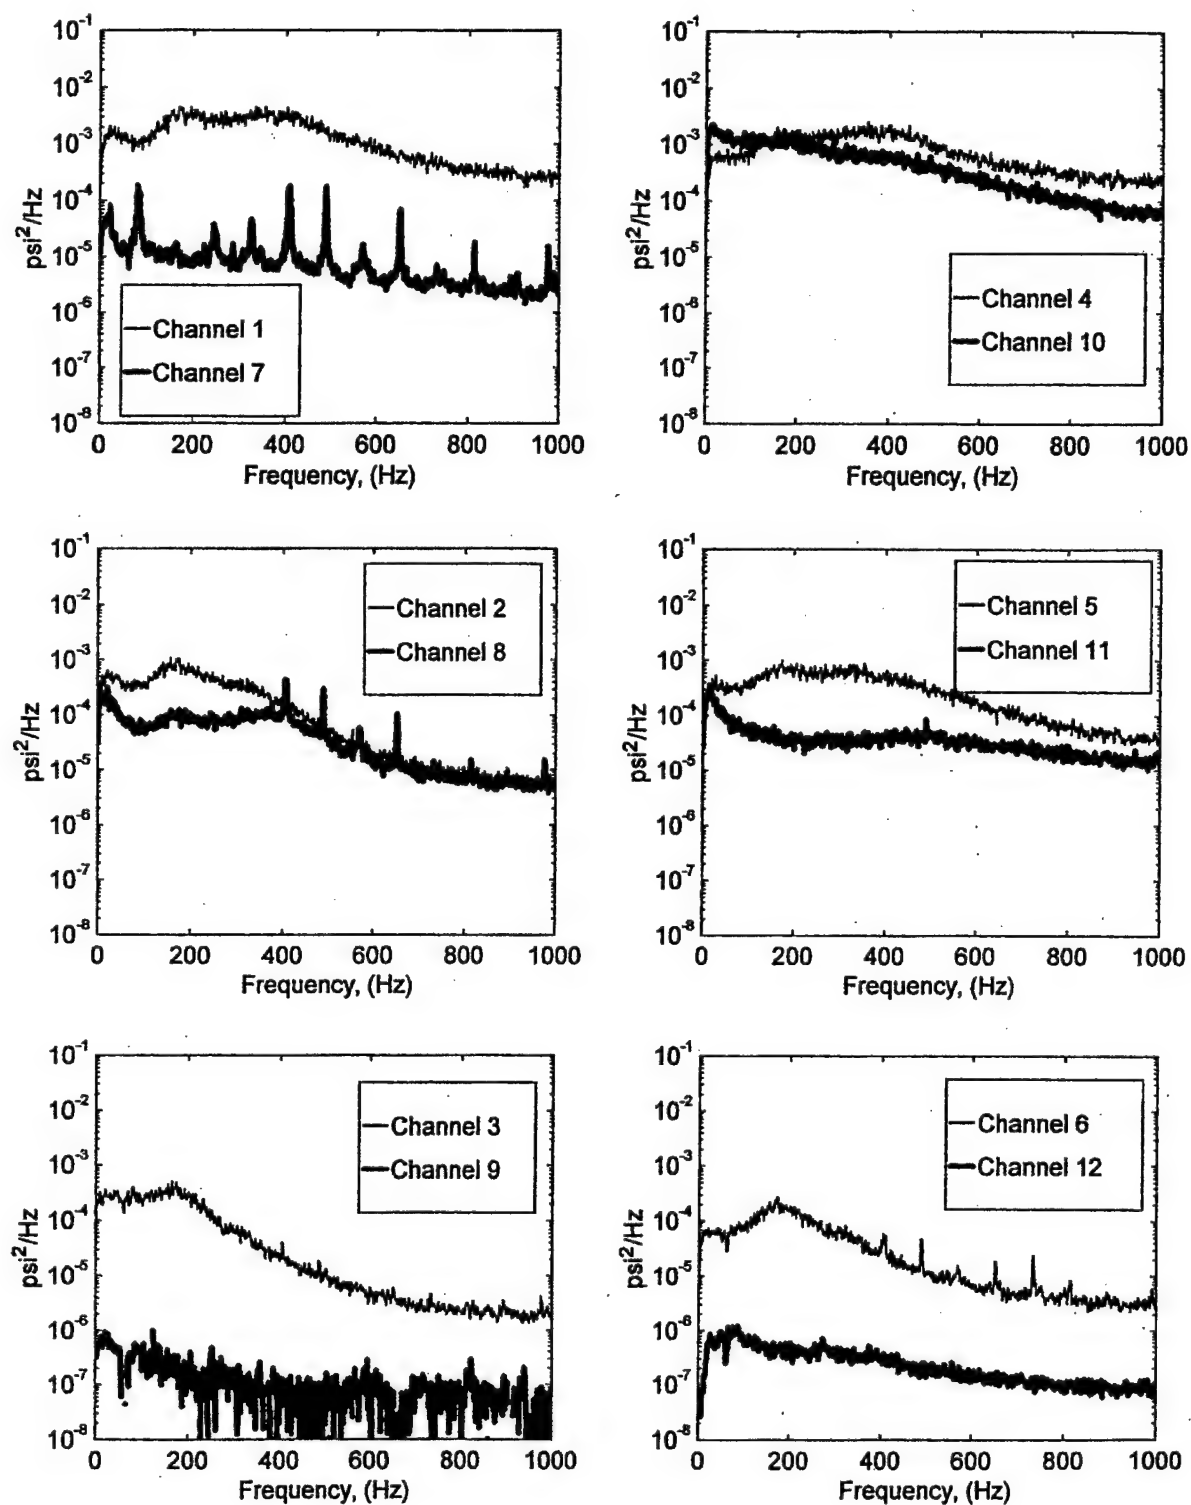 10⁻¹
10⁻²
10⁻³
10⁻⁴
10⁻⁵
10⁻⁶
10⁻⁷
10⁻⁸
psi²/Hz
Channel 1
Channel 7
0 200 400 600 800 1000
Frequency, (Hz)
10⁻¹
10⁻²
10⁻³
10⁻⁴
10⁻⁵
10⁻⁶
10⁻⁷
10⁻⁸
psi²/Hz
Channel 4
Channel 10
0 200 400 600 800 1000
Frequency, (Hz)
10⁻¹
10⁻²
10⁻³
10⁻⁴
10⁻⁵
10⁻⁶
10⁻⁷
10⁻⁸
psi²/Hz
Channel 2
Channel 8
0 200 400 600 800 1000
Frequency, (Hz)
10⁻¹
10⁻²
10⁻³
10⁻⁴
10⁻⁵
10⁻⁶
10⁻⁷
10⁻⁸
psi²/Hz
Channel 5
Channel 11
0 200 400 600 800 1000
Frequency, (Hz)
10⁻¹
10⁻²
10⁻³
10⁻⁴
10⁻⁵
10⁻⁶
10⁻⁷
10⁻⁸
psi²/Hz
Channel 3
Channel 9
0 200 400 600 800 1000
Frequency, (Hz)
10⁻¹
10⁻²
10⁻³
10⁻⁴
10⁻⁵
10⁻⁶
10⁻⁷
10⁻⁸
psi²/Hz
Channel 6
Channel 12
0 200 400 600 800 1000
Frequency, (Hz)